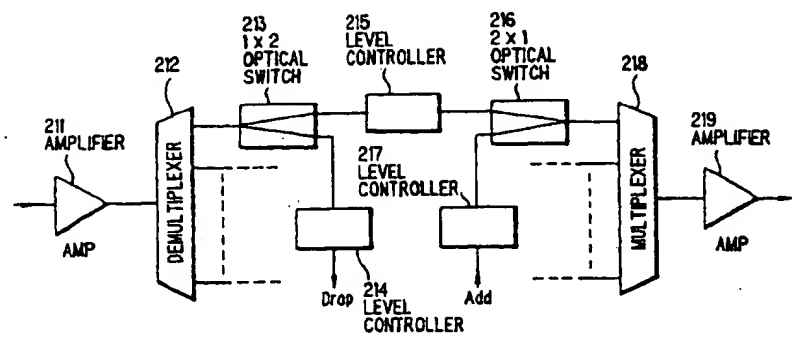 213
1 x 2
OPTICAL
SWITCH
215
LEVEL
CONTROLLER
216
2 x 1
OPTICAL
SWITCH
212
218
211
AMPLIFIER
AMP
DEMULTIPLEXER
217
LEVEL
CONTROLLER
219
AMPLIFIER
AMP
MULTIPLEXER
Drop
214
LEVEL
CONTROLLER
Add